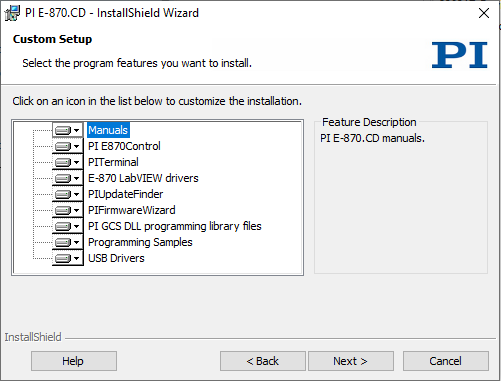 PI E-870.CD - InstallShield Wizard
Custom Setup
Select the program features you want to install.
PI
Click on an icon in the list below to customize the installation.
Manuals
PI E870Control
PITerminal
E-870 LabVIEW drivers
PIUpdateFinder
PIFirmwareWizard
PI GCS DLL programming library files
Programming Samples
USB Drivers
Feature Description
PI E-870.CD manuals.
InstallShield
Help
< Back
Next >
Cancel